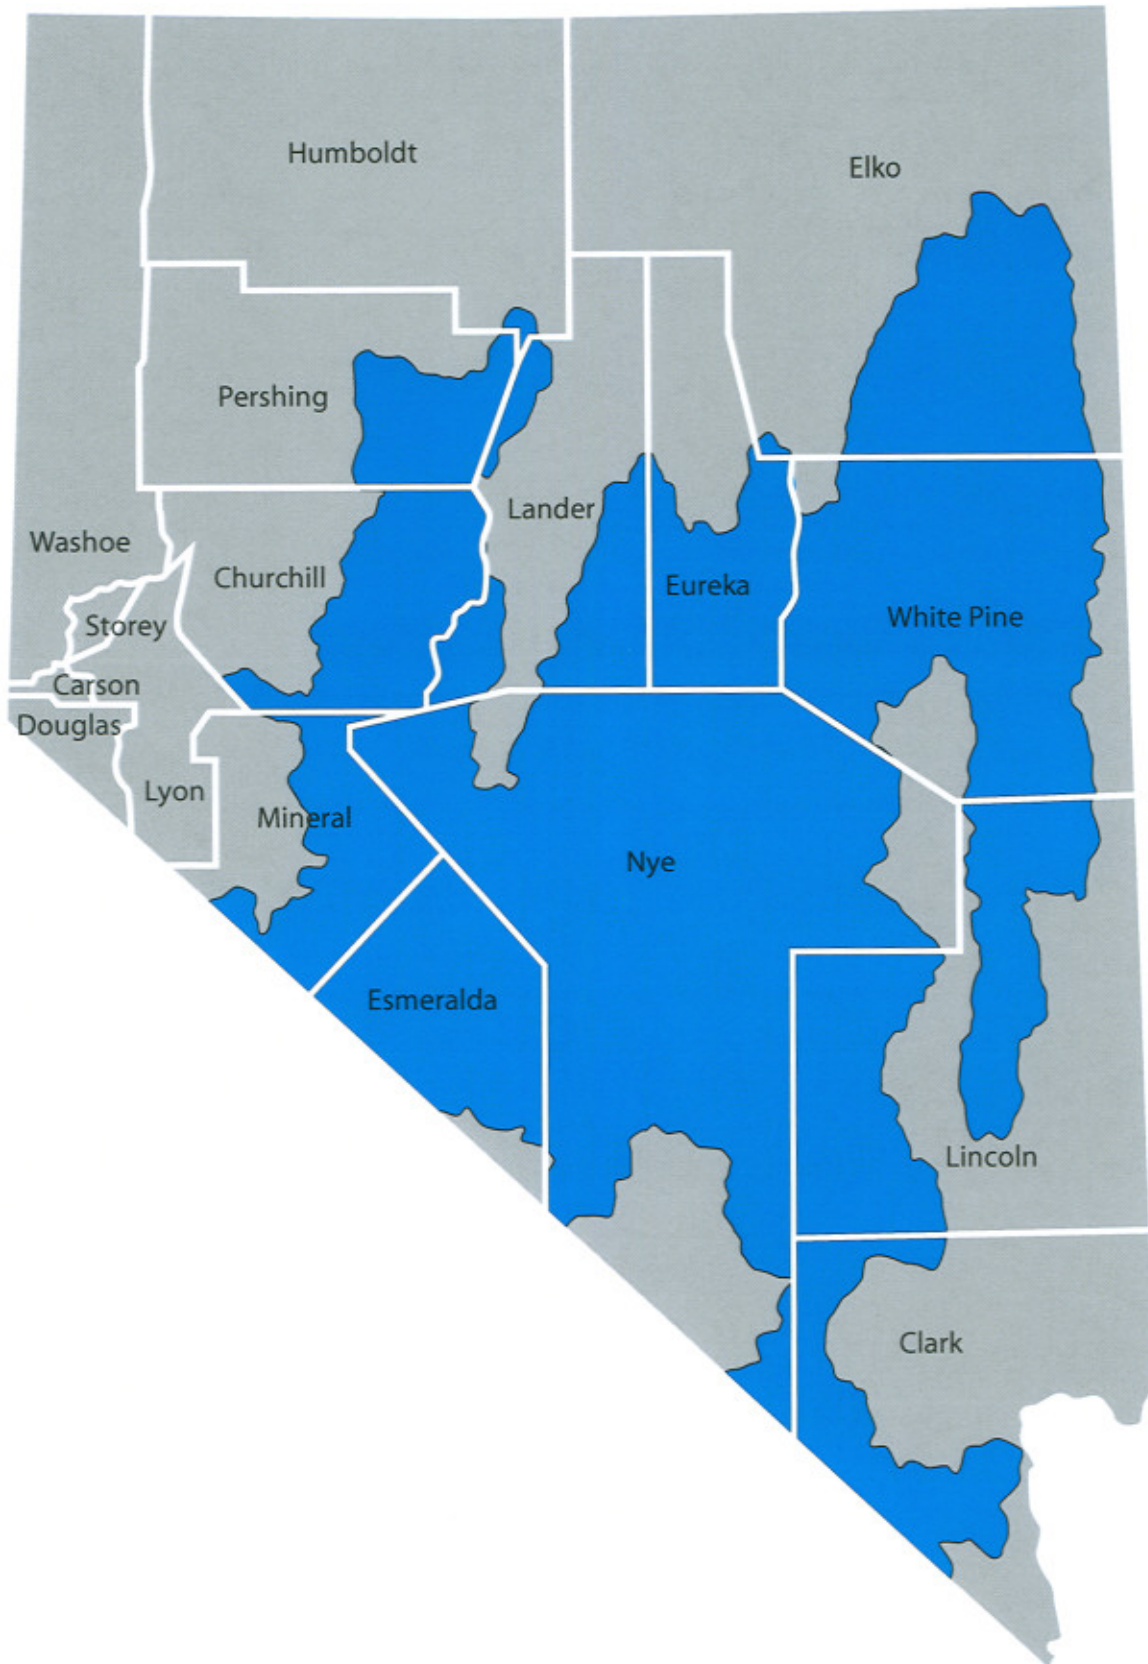 Humboldt
Elko
Pershing
Lander
Washoe
Churchill
Eureka
White Pine
Storey
Carson
Douglas
Lyon
Mineral
Nye
Esmeralda
Lincoln
Clark